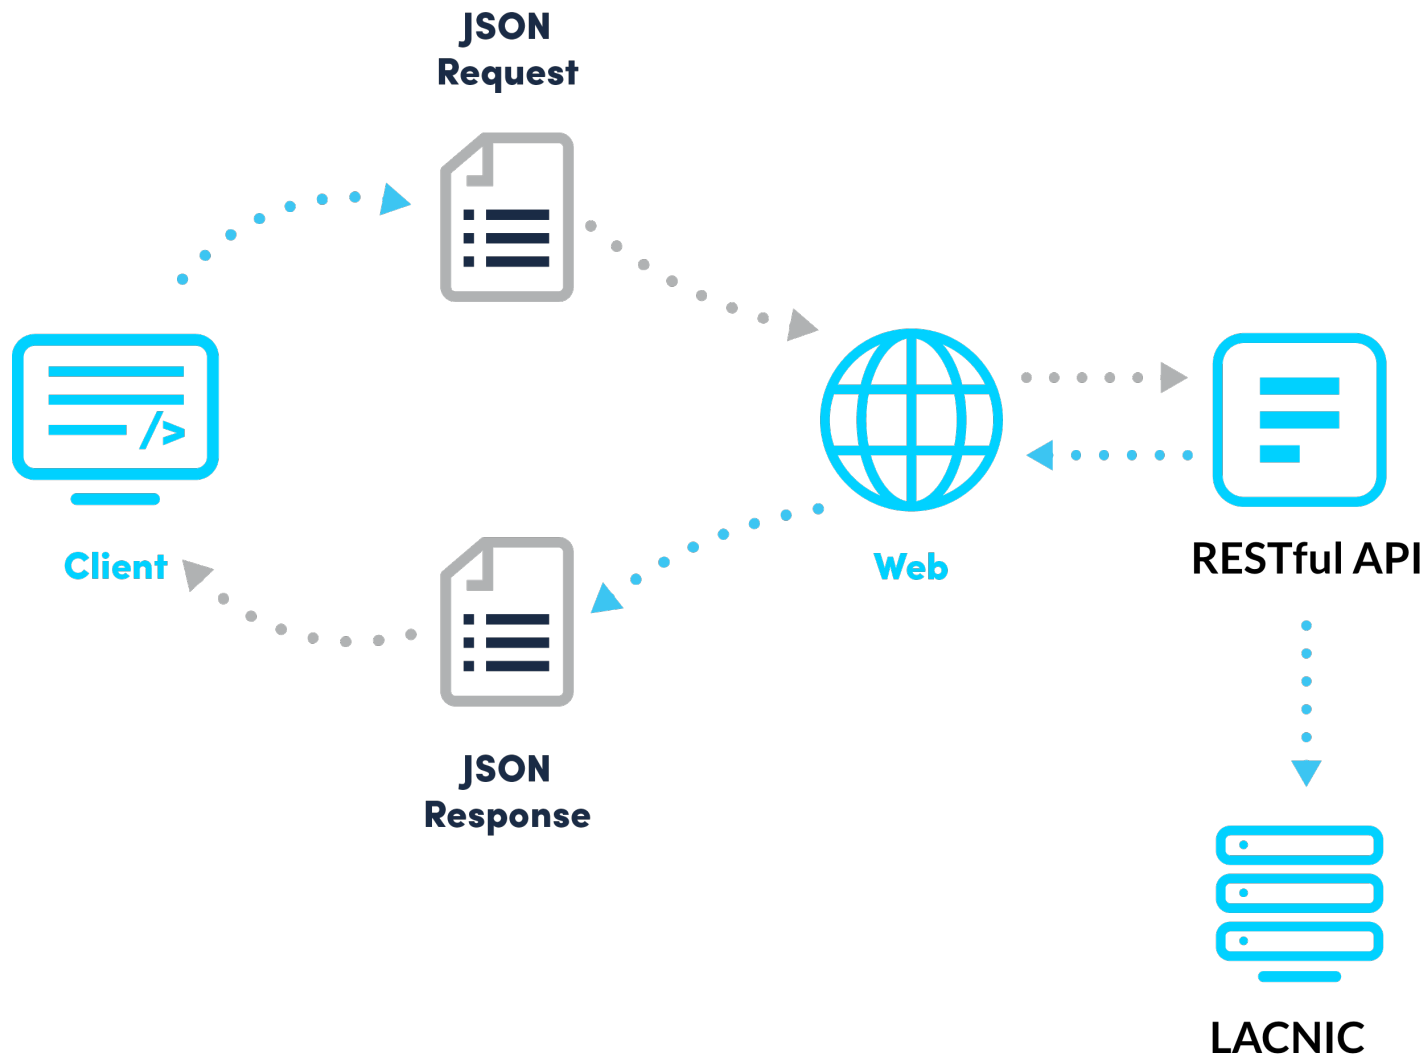 JSON
Request
/>
Client
Web
RESTful API
JSON
Response
LACNIC